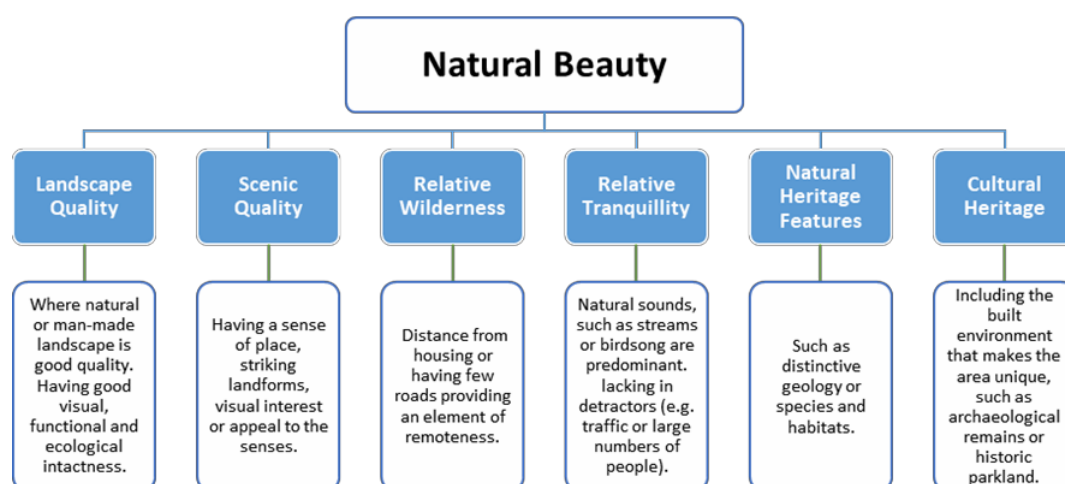 Natural Beauty
Landscape
Quality
Scenic
Quality
Relative
Wilderness
Relative
Tranquillity
Natural
Heritage
Features
Cultural
Heritage
Where natural
or man-made
landscape is
good quality.
Having good
visual,
functional and
ecological
intactness.
Having a sense
of place,
striking
landforms,
visual interest
or appeal to the
senses.
Distance from
housing or
having few
roads providing
an element of
remoteness.
Natural sounds,
such as streams
or birdsong are
predominant.
lacking in
detractors (e.g.
traffic or large
numbers of
people).
Such as
distinctive
geology or
species and
habitats.
Including the
built
environment
that makes the
area unique,
such as
archaeological
remains or
historic
parkland.